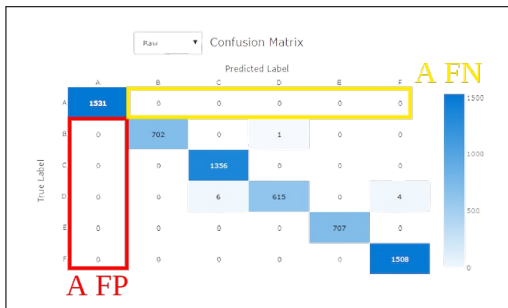 Raw ▼ Confusion Matrix
Predicted Label
A FN
A B C D E F
A 1531 0 0 0 0 0
B 0 702 0 1 0 0
C 0 0 1356 0 0 0
D 0 0 6 615 0 4
E 0 0 0 0 707 0
F 0 0 0 0 0 1508
True Label
1500
1000
500
0
A FP